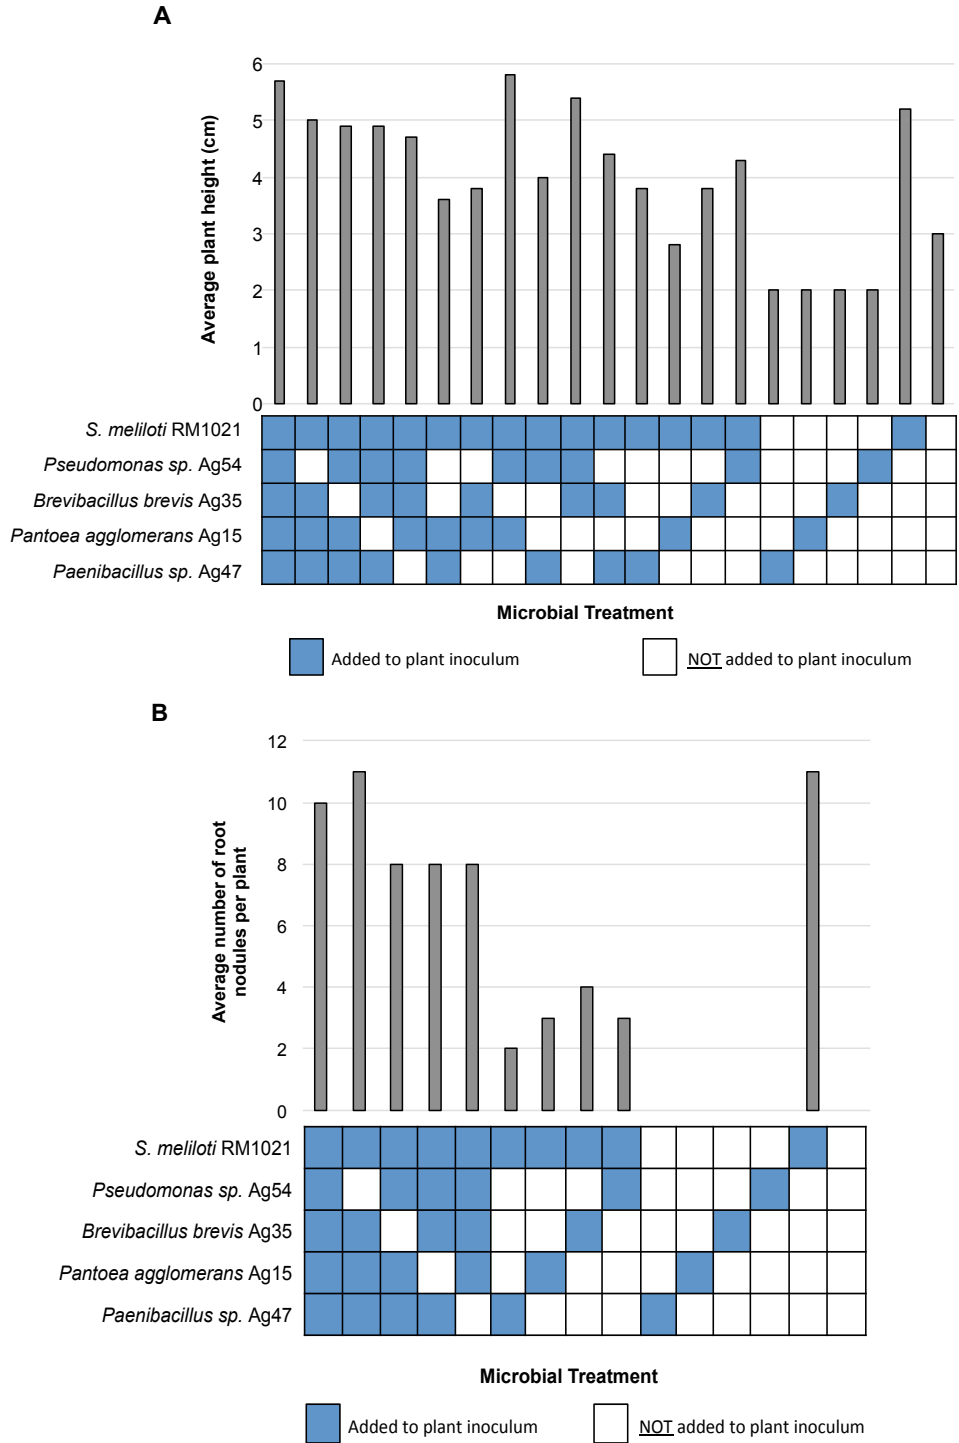 A
Average plant height (cm)
6
5
4
3
2
1
0
S. meliloti RM1021
Pseudomonas sp. Ag54
Brevibacillus brevis Ag35
Pantoea agglomerans Ag15
Paenibacillus sp. Ag47
Microbial Treatment
Added to plant inoculum
NOT added to plant inoculum
B
Average number of root
nodules per plant
12
10
8
6
4
2
0
S. meliloti RM1021
Pseudomonas sp. Ag54
Brevibacillus brevis Ag35
Pantoea agglomerans Ag15
Paenibacillus sp. Ag47
Microbial Treatment
Added to plant inoculum
NOT added to plant inoculum